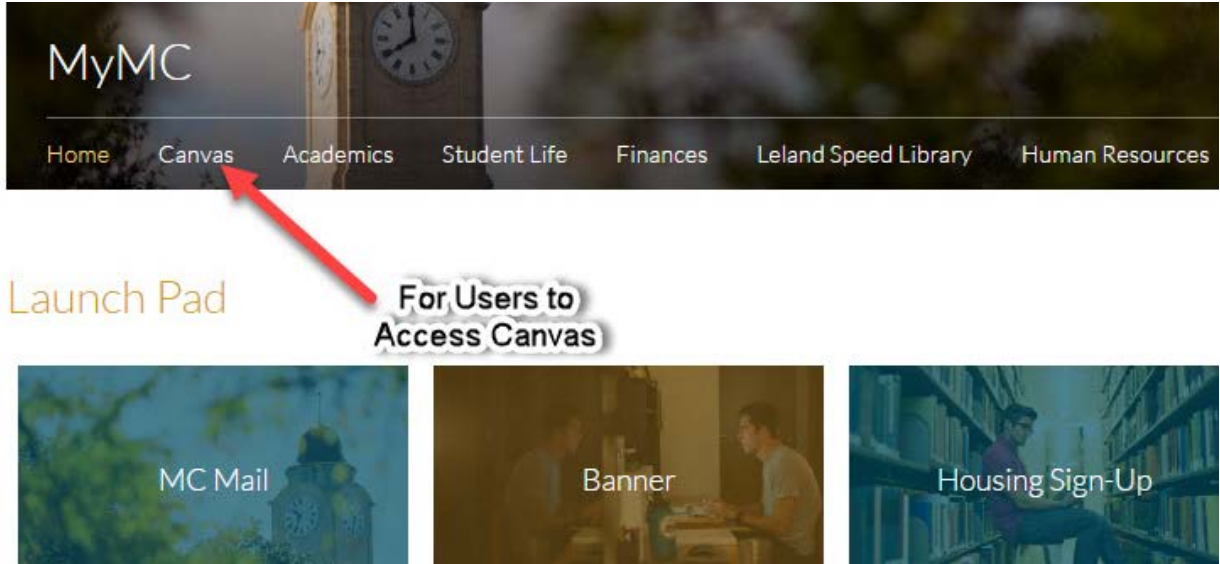 MyMC
Home Canvas Academics Student Life Finances Leland Speed Library Human Resources
Launch Pad
For Users to
Access Canvas
MC Mail Banner Housing Sign-Up